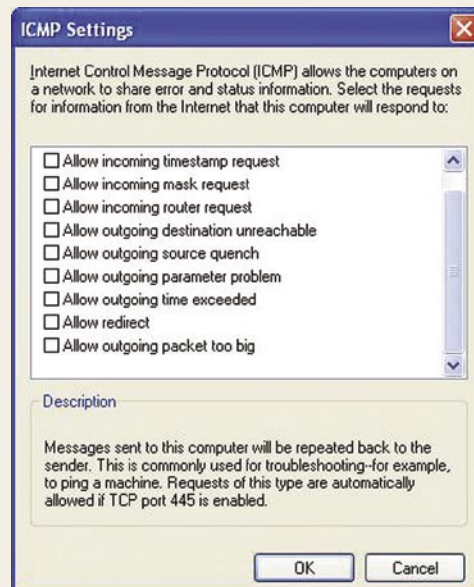 ICMP Settings
Internet Control Message Protocol (ICMP) allows the computers on
a network to share error and status information. Select the requests
for information from the Internet that this computer will respond to:
Allow incoming timestamp request
Allow incoming mask request
Allow incoming router request
Allow outgoing destination unreachable
Allow outgoing source quench
Allow outgoing parameter problem
Allow outgoing time exceeded
Allow redirect
Allow outgoing packet too big
Description
Messages sent to this computer will be repeated back to the
sender. This is commonly used for troubleshooting--for example,
to ping a machine. Requests of this type are automatically
allowed if TCP port 445 is enabled.
OK Cancel